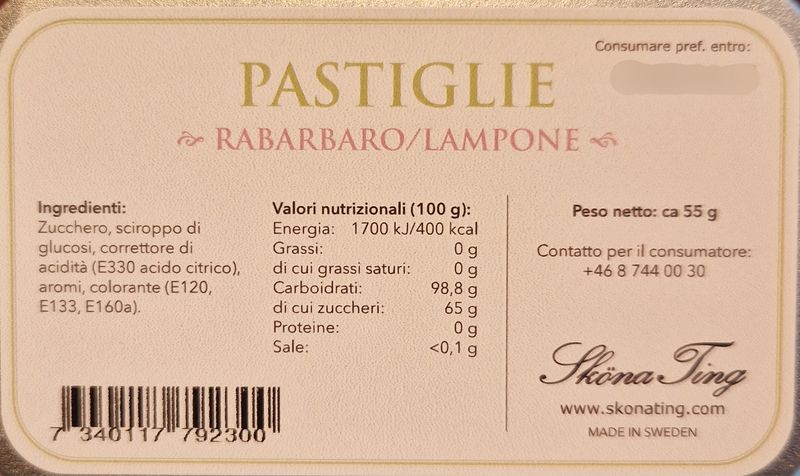 Consumare pref. entro:
PASTIGLIE
RABARBARO/LAMPONE
Ingredienti:
Zucchero, sciroppo di
glucosi, correttore di
acidità (E330 acido citrico),
aromi, colorante (E120,
E133, E160a).
Valori nutrizionali (100 g):
Energia: 1700 kJ/400 kcal
Grassi: 0 g
di cui grassi saturi: 0 g
Carboidrati: 98,8 g
di cui zuccheri: 65 g
Proteine: 0 g
Sale: <0,1 g
Peso netto: ca 55 g
Contatto per il consumatore:
+46 8 744 00 30
Sköna Ting
www.skonating.com
MADE IN SWEDEN
7 340117 792300